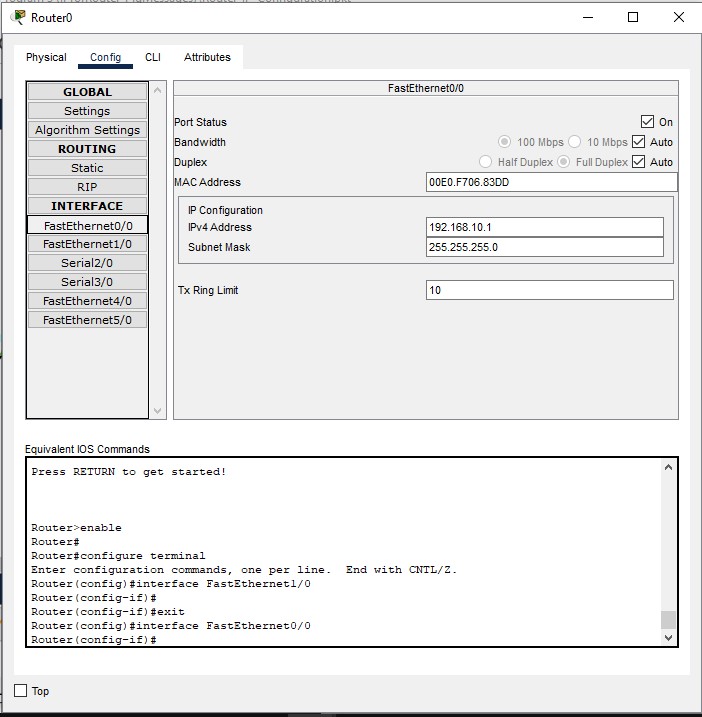 Router0
Physical Config CLI Attributes
GLOBAL
Settings
Algorithm Settings
ROUTING
Static
RIP
INTERFACE
FastEthernet0/0
FastEthernet1/0
Serial2/0
Serial3/0
FastEthernet4/0
FastEthernet5/0
FastEthernet0/0
Port Status On
Bandwidth 100 Mbps 10 Mbps Auto
Duplex Half Duplex Full Duplex Auto
MAC Address 00E0.F706.83DD
IP Configuration
IPv4 Address 192.168.10.1
Subnet Mask 255.255.255.0
Tx Ring Limit 10
Equivalent IOS Commands
Press RETURN to get started!
Router>enable
Router#
Router#configure terminal
Enter configuration commands, one per line.  End with CNTL/Z.
Router(config)#interface FastEthernet1/0
Router(config-if)#
Router(config-if)#exit
Router(config)#interface FastEthernet0/0
Router(config-if)#
Top